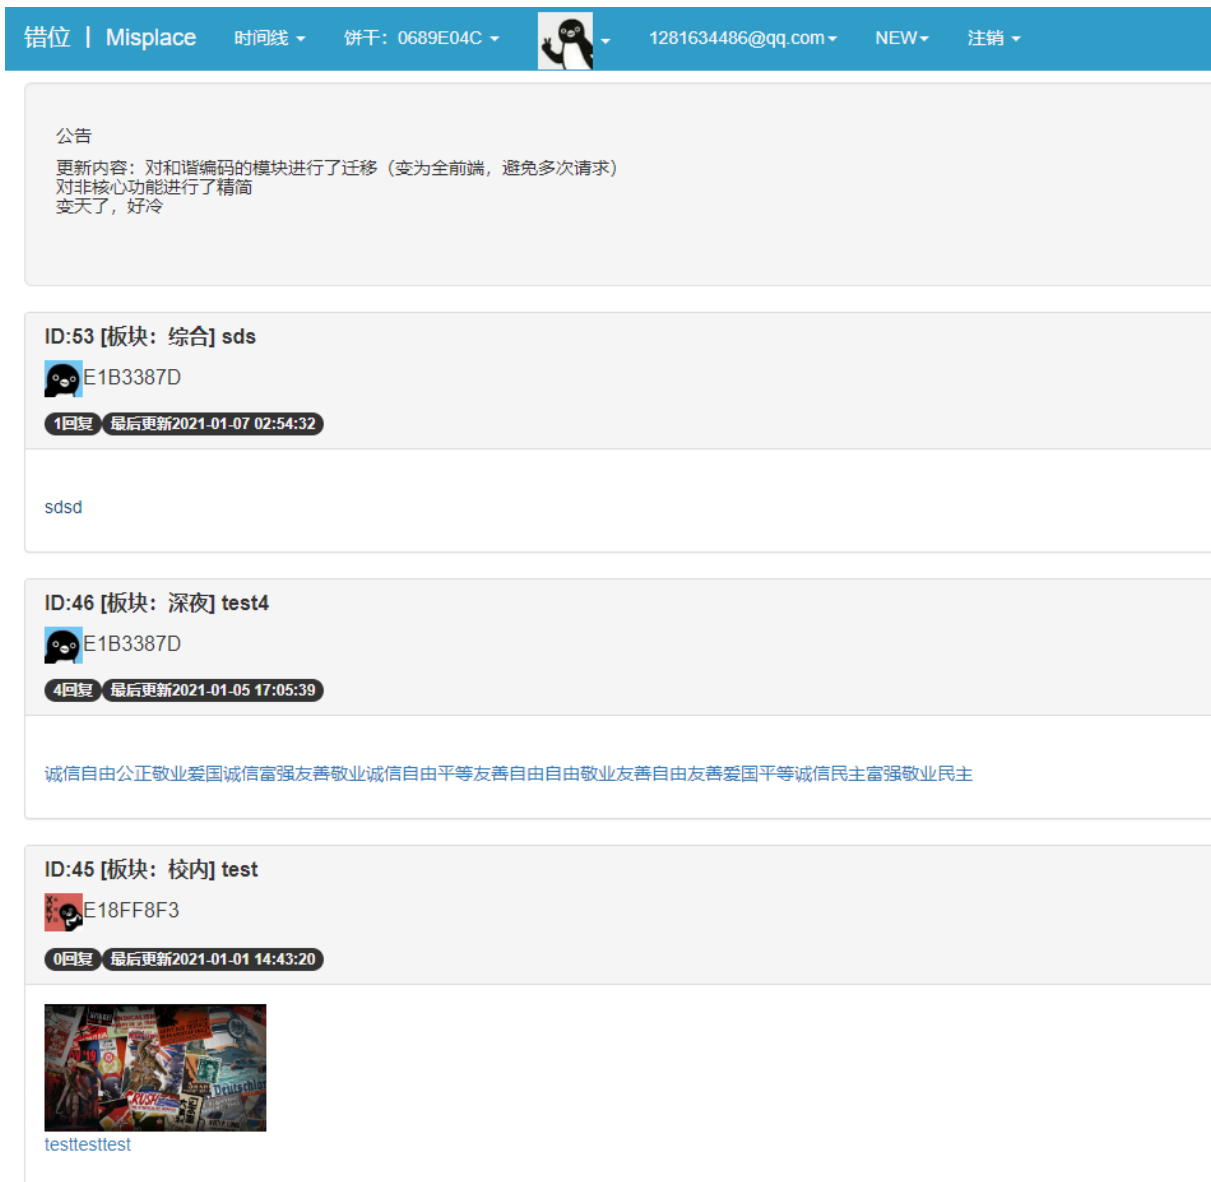 错位 | Misplace 时间线 饼干：0689E04C 1281634486@qq.com NEW 注销
公告
更新内容：对和谐编码的模块进行了迁移（变为全前端，避免多次请求）
对非核心功能进行了精简
变天了，好冷
ID:53 [板块：综合] sds
E1B3387D
1回复 最后更新2021-01-07 02:54:32
sdsd
ID:46 [板块：深夜] test4
E1B3387D
4回复 最后更新2021-01-05 17:05:39
诚信自由公正敬业爱国诚信富强友善敬业诚信自由平等友善自由自由敬业友善自由友善爱国平等诚信民主富强敬业民主
ID:45 [板块：校内] test
E18FF8F3
0回复 最后更新2021-01-01 14:43:20
CRUSH
Deutschlan
testtesttest